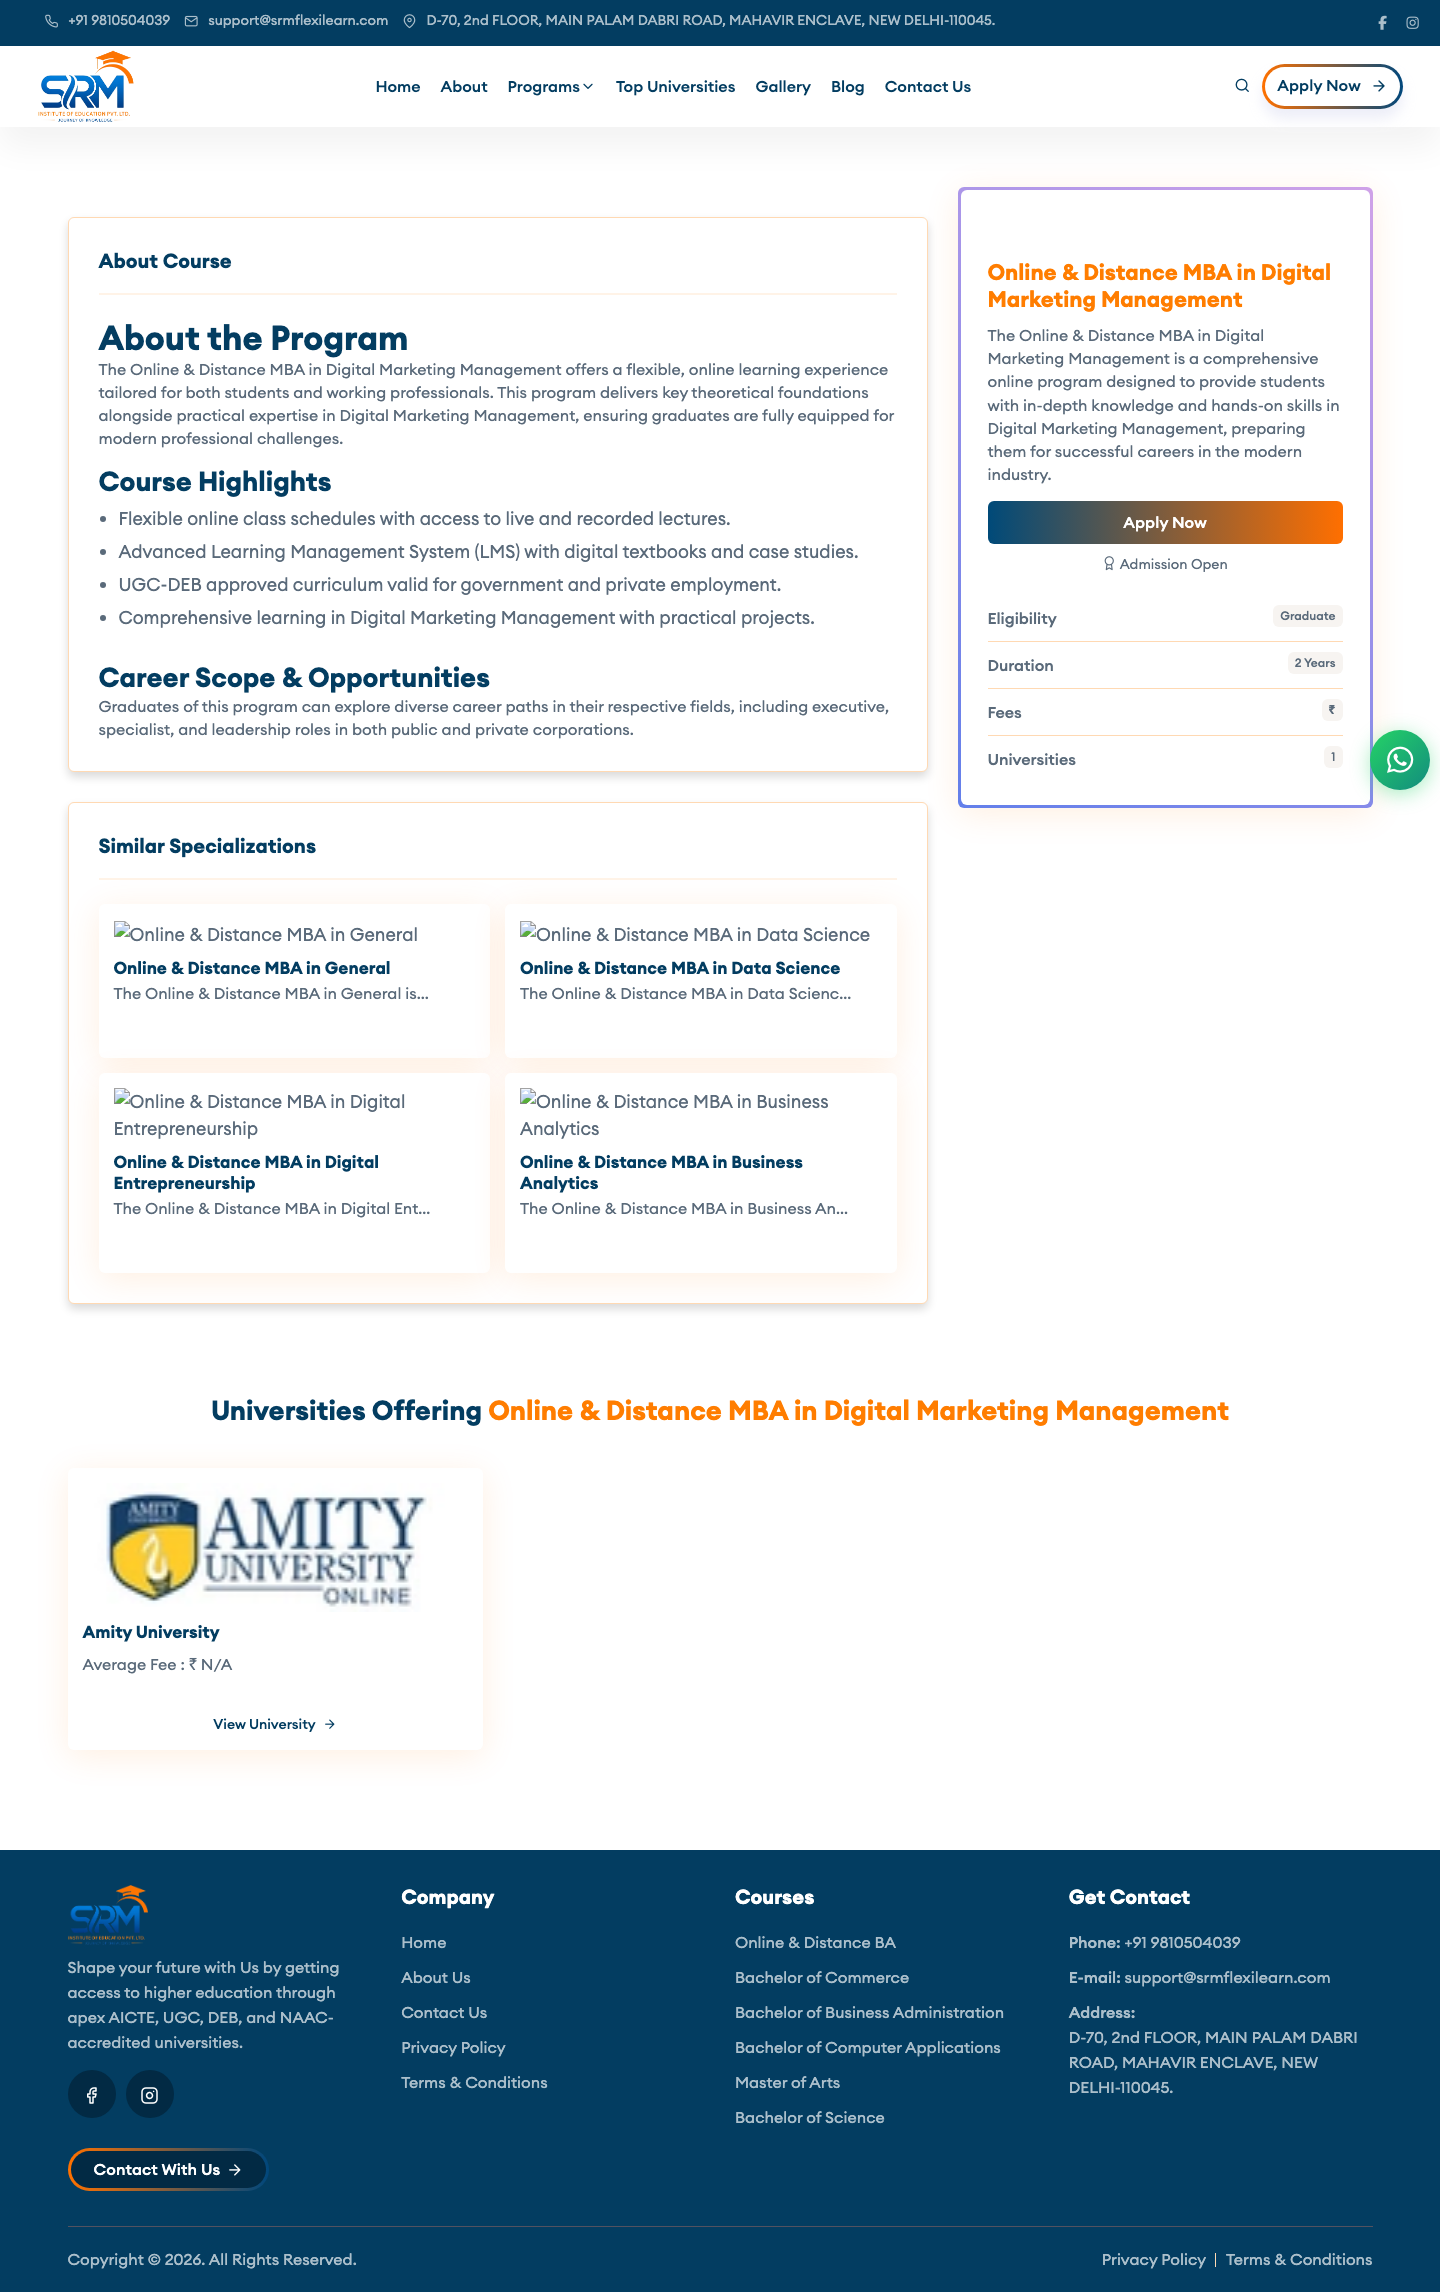 +91 9810504039 support@srmflexilearn.com D-70, 2nd FLOOR, MAIN PALAM DABRI ROAD, MAHAVIR ENCLAVE, NEW DELHI-110045.
SRM
INSTITUTE OF EDUCATION PVT. LTD.
JOURNEY OF KNOWLEDGE
Home About Programs Top Universities Gallery Blog Contact Us
Apply Now
About Course
About the Program
The Online & Distance MBA in Digital Marketing Management offers a flexible, online learning experience
tailored for both students and working professionals. This program delivers key theoretical foundations
alongside practical expertise in Digital Marketing Management, ensuring graduates are fully equipped for
modern professional challenges.
Course Highlights
• Flexible online class schedules with access to live and recorded lectures.
• Advanced Learning Management System (LMS) with digital textbooks and case studies.
• UGC-DEB approved curriculum valid for government and private employment.
• Comprehensive learning in Digital Marketing Management with practical projects.
Career Scope & Opportunities
Graduates of this program can explore diverse career paths in their respective fields, including executive,
specialist, and leadership roles in both public and private corporations.
Online & Distance MBA in Digital
Marketing Management
The Online & Distance MBA in Digital
Marketing Management is a comprehensive
online program designed to provide students
with in-depth knowledge and hands-on skills in
Digital Marketing Management, preparing
them for successful careers in the modern
industry.
Apply Now
Admission Open
Eligibility Graduate
Duration 2 Years
Fees ₹
Universities 1
Similar Specializations
Online & Distance MBA in General
Online & Distance MBA in General
The Online & Distance MBA in General is...
Online & Distance MBA in Data Science
Online & Distance MBA in Data Science
The Online & Distance MBA in Data Scienc...
Online & Distance MBA in Digital
Entrepreneurship
Online & Distance MBA in Digital
Entrepreneurship
The Online & Distance MBA in Digital Ent...
Online & Distance MBA in Business
Analytics
Online & Distance MBA in Business
Analytics
The Online & Distance MBA in Business An...
Universities Offering Online & Distance MBA in Digital Marketing Management
AMITY
UNIVERSITY
ONLINE
Amity University
Average Fee : ₹ N/A
View University
SRM
INSTITUTE OF EDUCATION PVT. LTD.
Shape your future with Us by getting
access to higher education through
apex AICTE, UGC, DEB, and NAAC-
accredited universities.
Contact With Us
Company
Home
About Us
Contact Us
Privacy Policy
Terms & Conditions
Courses
Online & Distance BA
Bachelor of Commerce
Bachelor of Business Administration
Bachelor of Computer Applications
Master of Arts
Bachelor of Science
Get Contact
Phone: +91 9810504039
E-mail: support@srmflexilearn.com
Address:
D-70, 2nd FLOOR, MAIN PALAM DABRI
ROAD, MAHAVIR ENCLAVE, NEW
DELHI-110045.
Copyright © 2026. All Rights Reserved.
Privacy Policy | Terms & Conditions